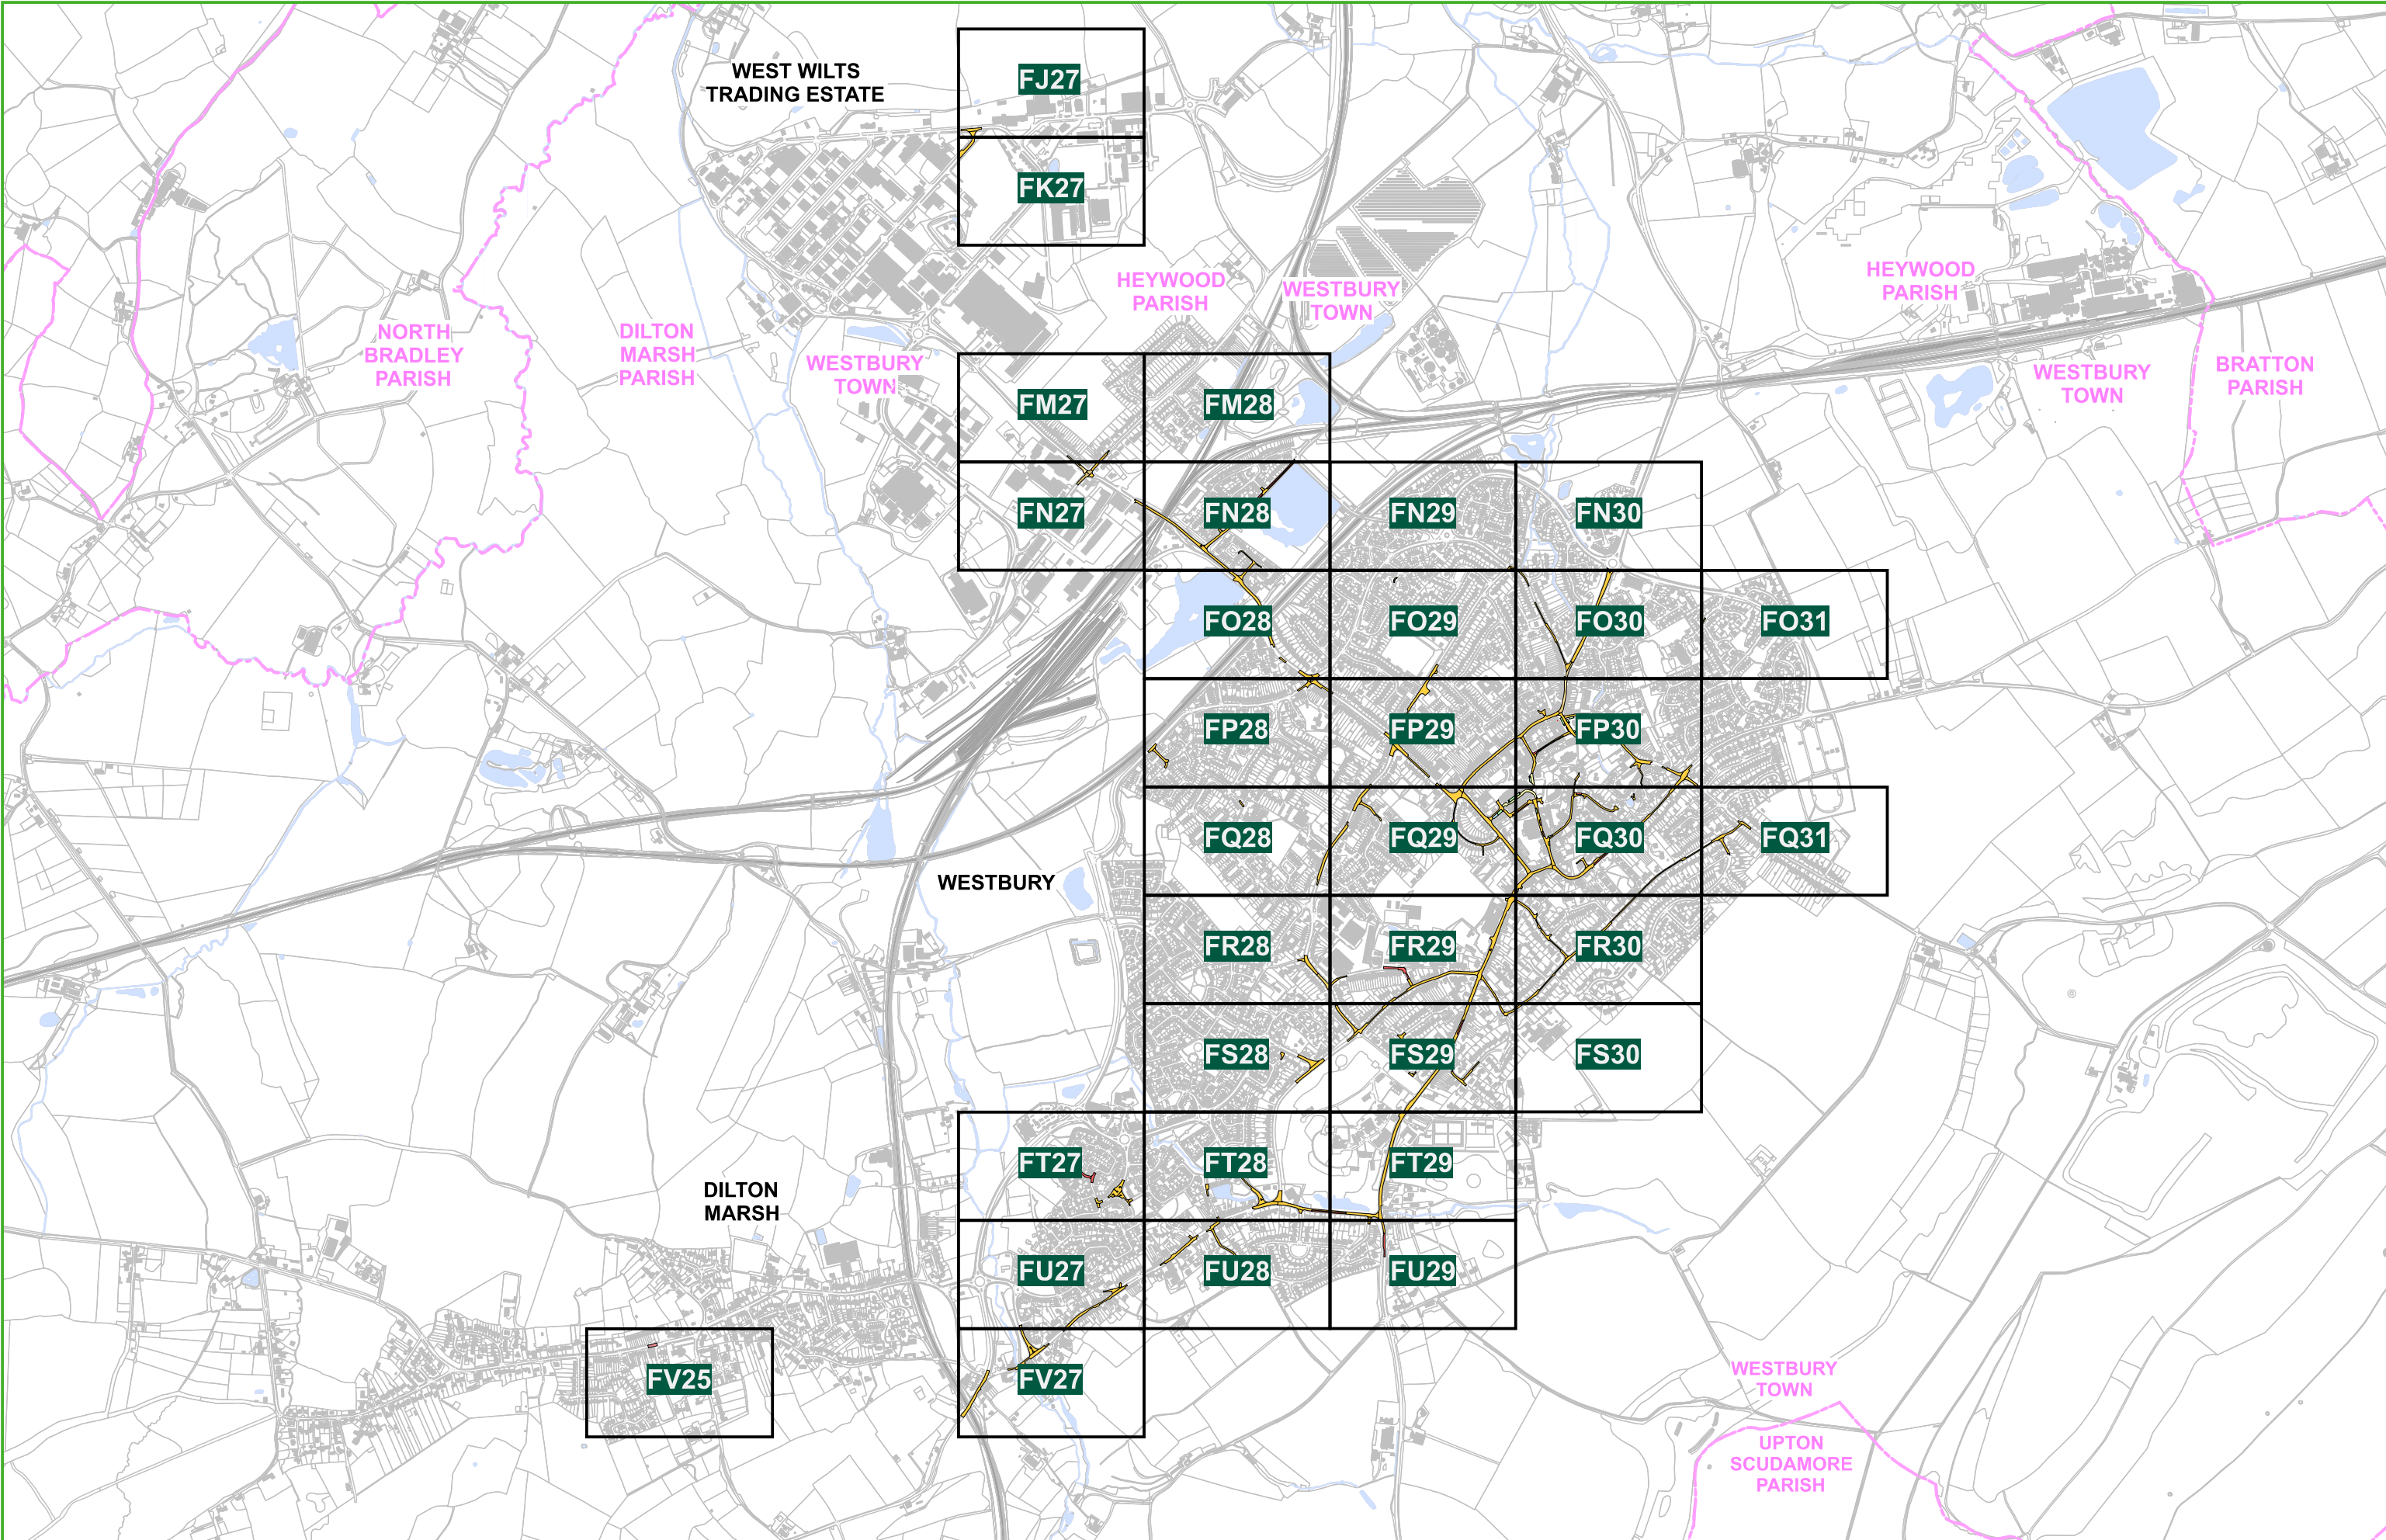 WEST WILTS
TRADING ESTATE
FJ27
FK27
HEYWOOD
PARISH
WESTBURY
TOWN
HEYWOOD
PARISH
NORTH
BRADLEY
PARISH
DILTON
MARSH
PARISH
WESTBURY
TOWN
WESTBURY
TOWN
BRATTON
PARISH
FM27
FM28
FN27
FN28
FN29
FN30
FO28
FO29
FO30
FO31
FP28
FP29
FP30
FQ28
FQ29
FQ30
FQ31
WESTBURY
FR28
FR29
FR30
FS28
FS29
FS30
FT27
FT28
FT29
DILTON
MARSH
FU27
FU28
FU29
FV25
FV27
WESTBURY
TOWN
UPTON
SCUDAMORE
PARISH